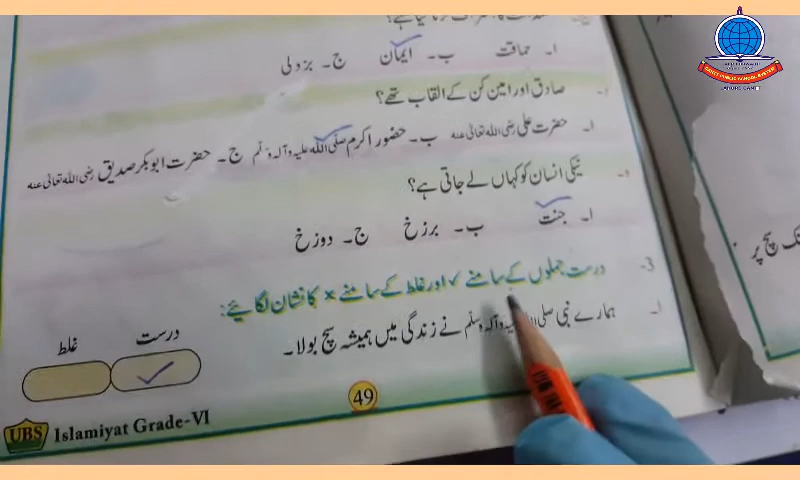 ا۔ حماقت ب۔ ایمان ج۔ بزدلی
صادق اور امین کن کے القاب تھے؟
ا۔ حضرت علی رضی اللہ تعالیٰ عنہ ب۔ حضور اکرم صلی اللہ علیہ وآلہ وسلم ج۔ حضرت ابوبکر صدیق رضی اللہ تعالیٰ عنہ
د۔ نیکی انسان کو کہاں لے جاتی ہے؟
ا۔ جنت ب۔ برزخ ج۔ دوزخ
3۔ درست جملوں کے سامنے ✓ اور غلط کے سامنے × کا نشان لگائیے:
ا۔ ہمارے نبی صلی اللہ علیہ وآلہ وسلم نے زندگی میں ہمیشہ سچ بولا۔
درست غلط
49
UBS Islamiyat Grade-VI
سچ پر